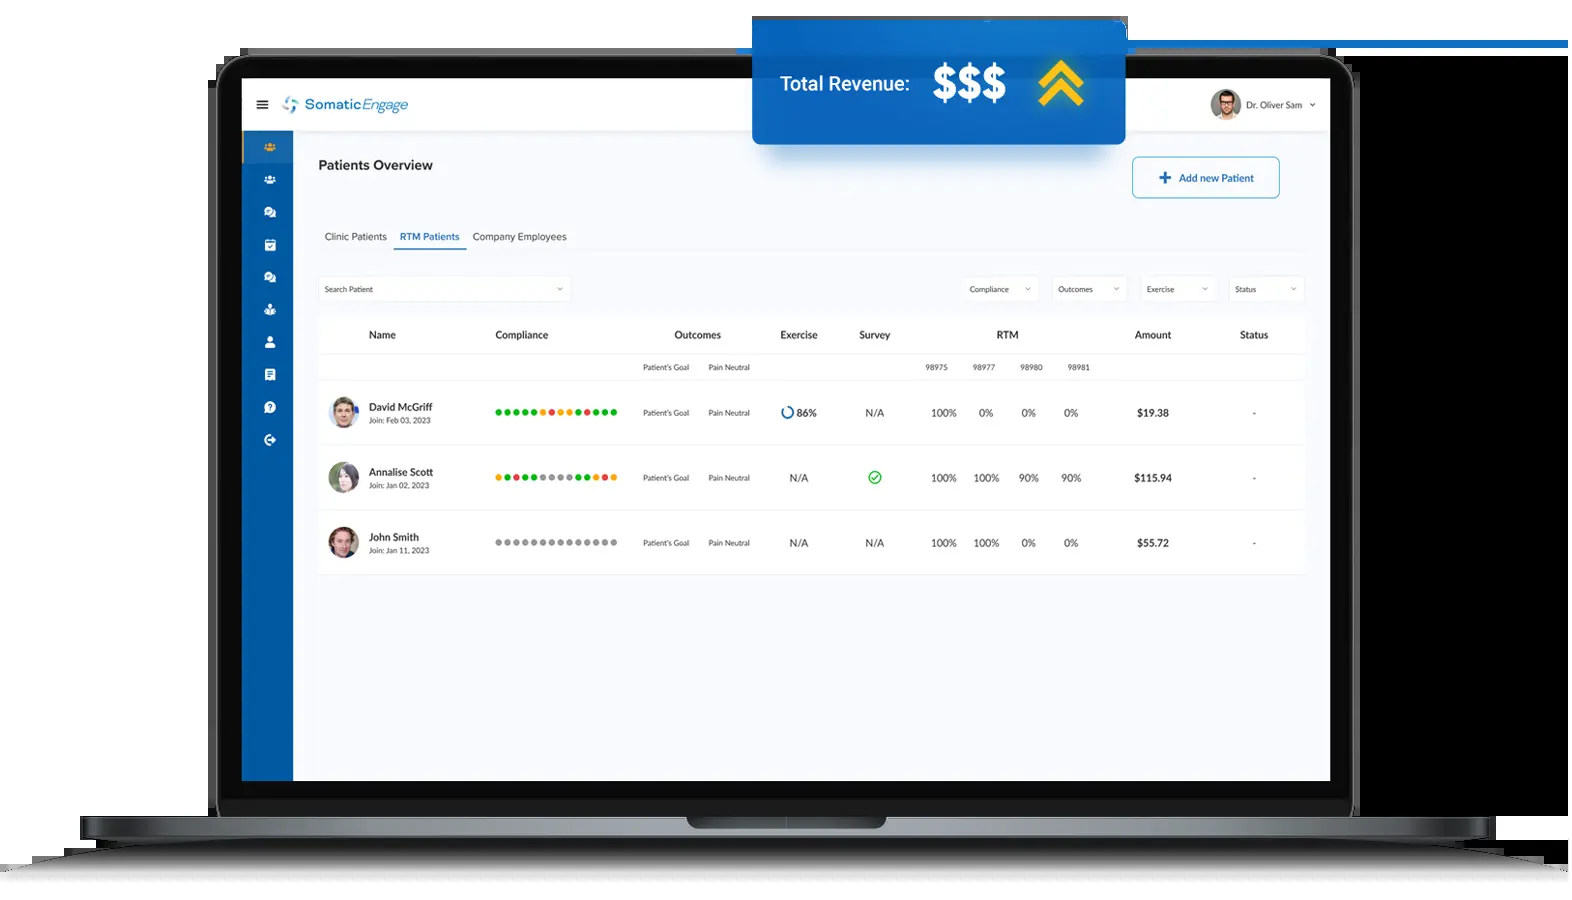 Total Revenue: $$$
SomaticEngage
Dr. Oliver Sam
Patients Overview
Add new Patient
Clinic Patients RTM Patients Company Employees
Search Patient Compliance Outcomes Exercise Status
Name Compliance Outcomes Exercise Survey RTM Amount Status
Patient's Goal Pain Neutral 98975 98977 98980 98981
David McGriff
Join: Feb 03, 2023
Patient's Goal Pain Neutral 86% N/A 100% 0% 0% 0% $19.38 -
Annalise Scott
Join: Jan 02, 2023
Patient's Goal Pain Neutral N/A 100% 100% 90% 90% $115.94 -
John Smith
Join: Jan 11, 2023
Patient's Goal Pain Neutral N/A N/A 100% 100% 0% 0% $55.72 -